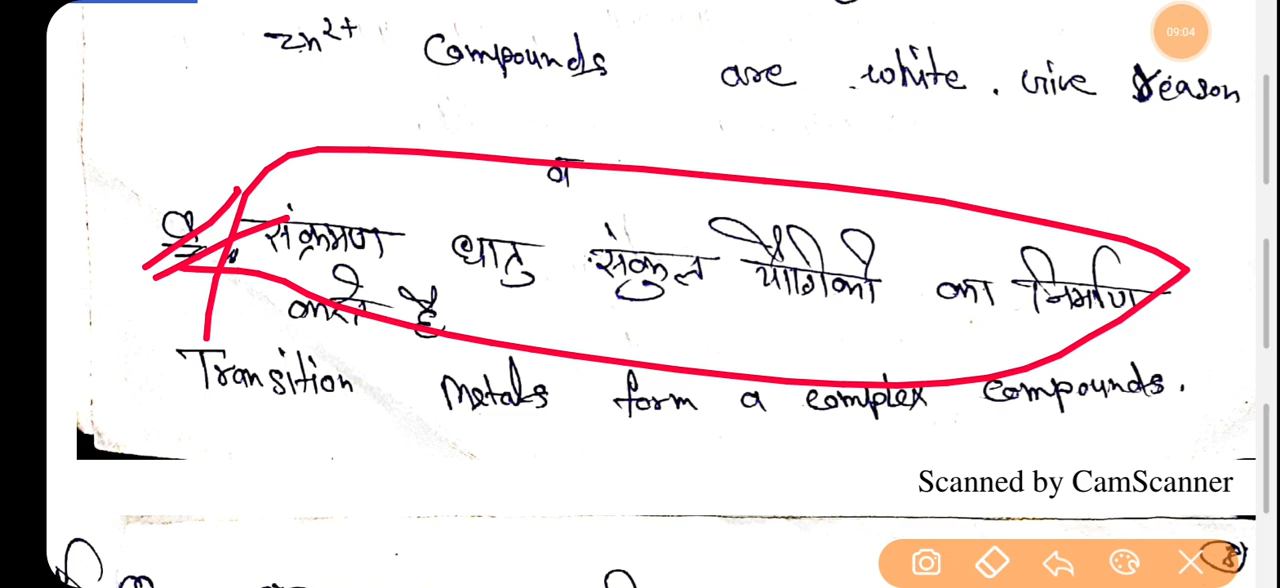 09:04
Zn2+ Compounds are white. Give reason
संक्रमण धातु संकुल यौगिकों का निर्माण
करते है
Transition Metals form a complex compounds.
Scanned by CamScanner